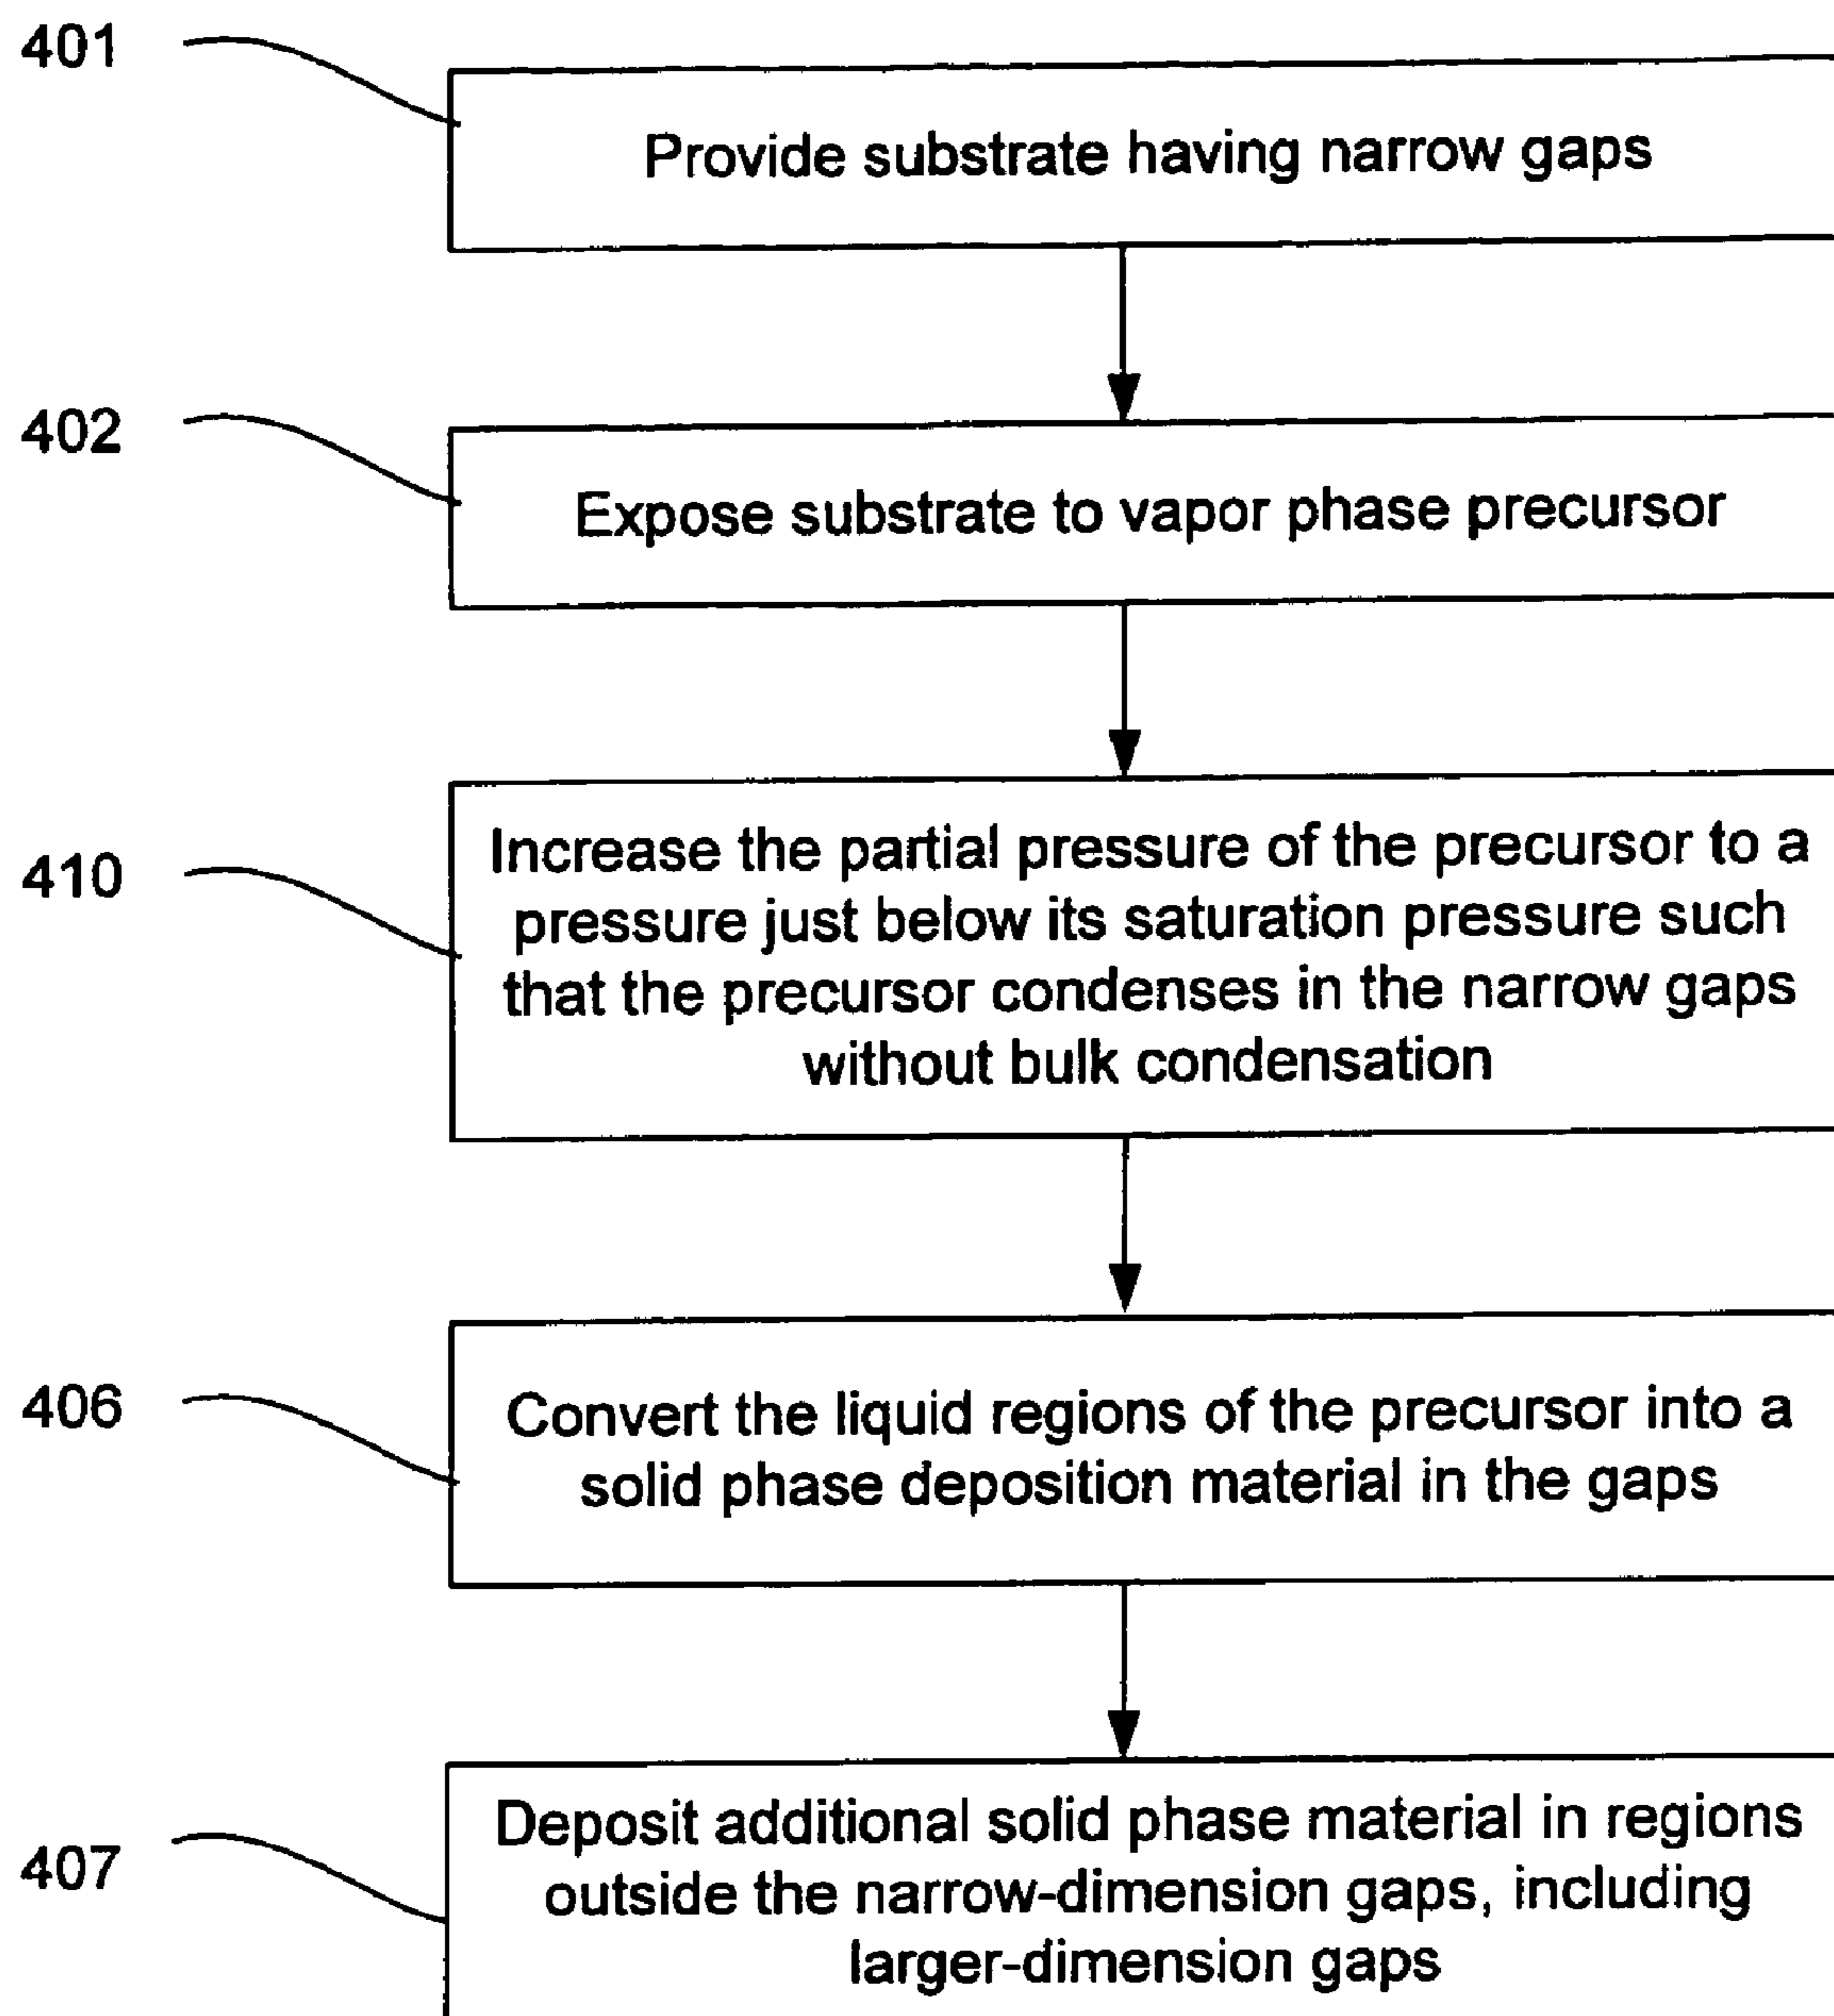 401
Provide substrate having narrow gaps
402
Expose substrate to vapor phase precursor
410
Increase the partial pressure of the precursor to a
pressure just below its saturation pressure such
that the precursor condenses in the narrow gaps
without bulk condensation
406
Convert the liquid regions of the precursor into a
solid phase deposition material in the gaps
407
Deposit additional solid phase material in regions
outside the narrow-dimension gaps, including
larger-dimension gaps